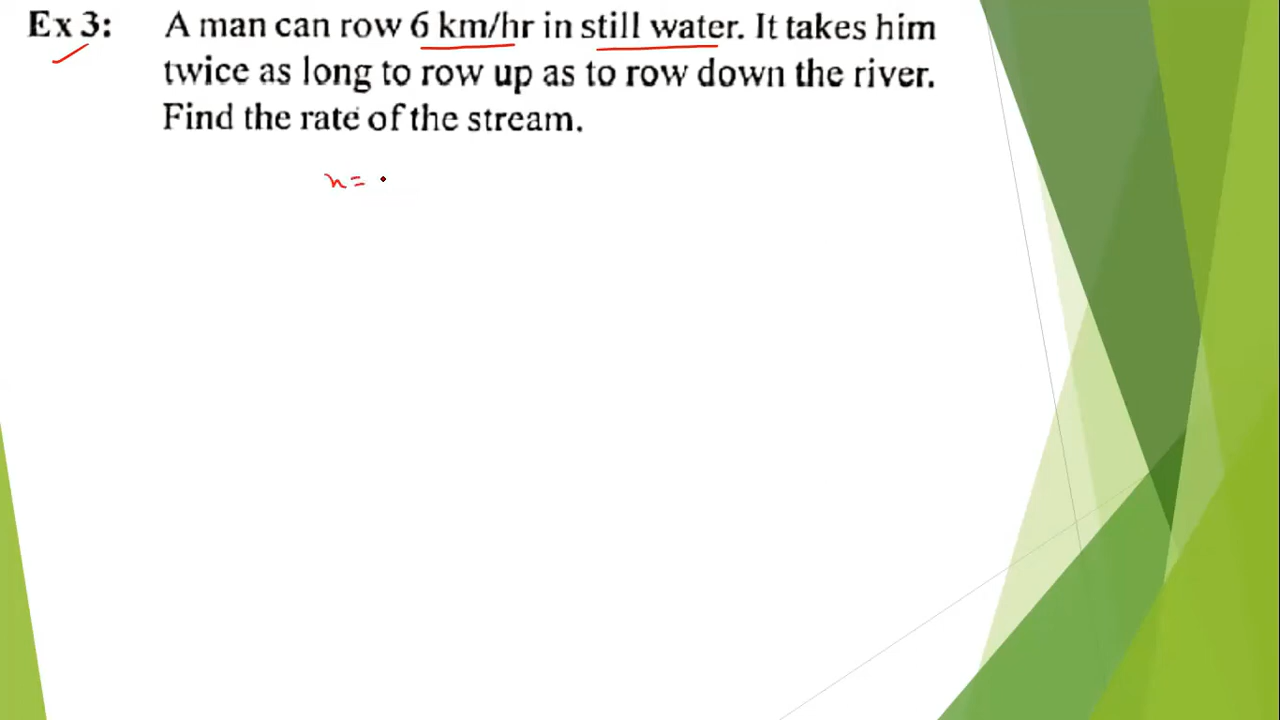 Ex 3: A man can row 6 km/hr in still water. It takes him
twice as long to row up as to row down the river.
Find the rate of the stream.
x=